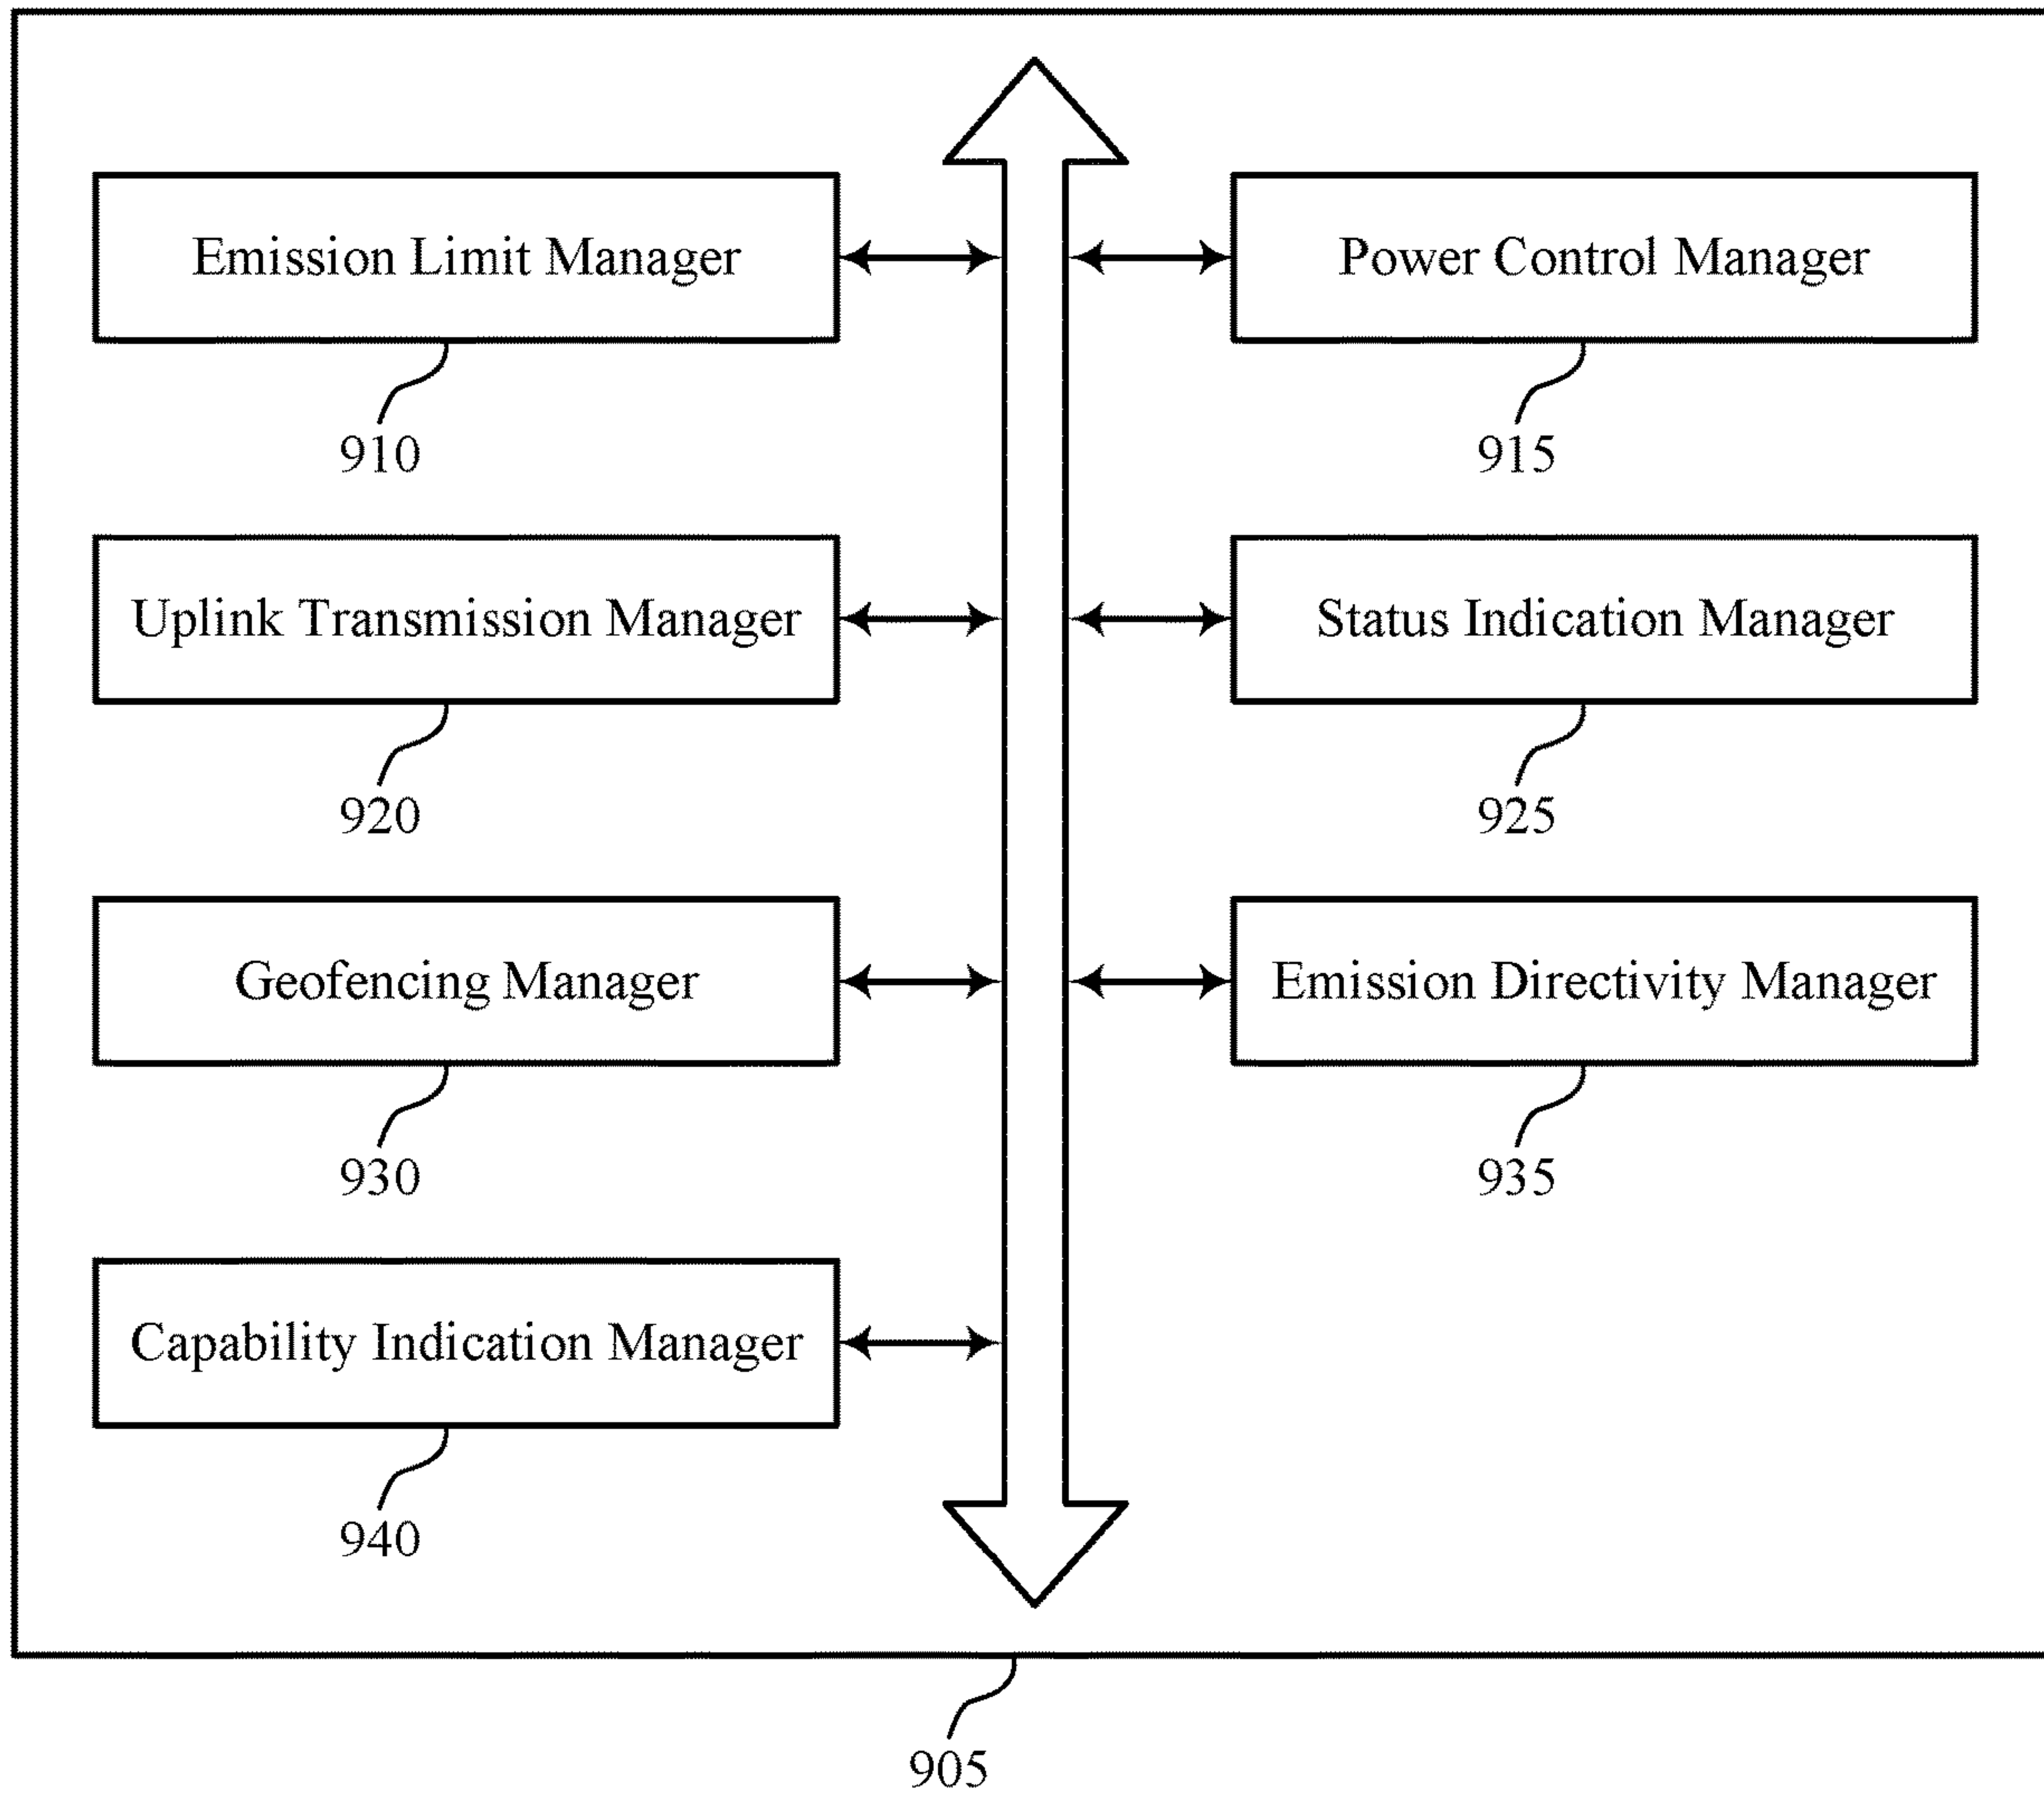 Emission Limit Manager
Power Control Manager
910
915
Uplink Transmission Manager
Status Indication Manager
920
925
Geofencing Manager
Emission Directivity Manager
930
935
Capability Indication Manager
940
905